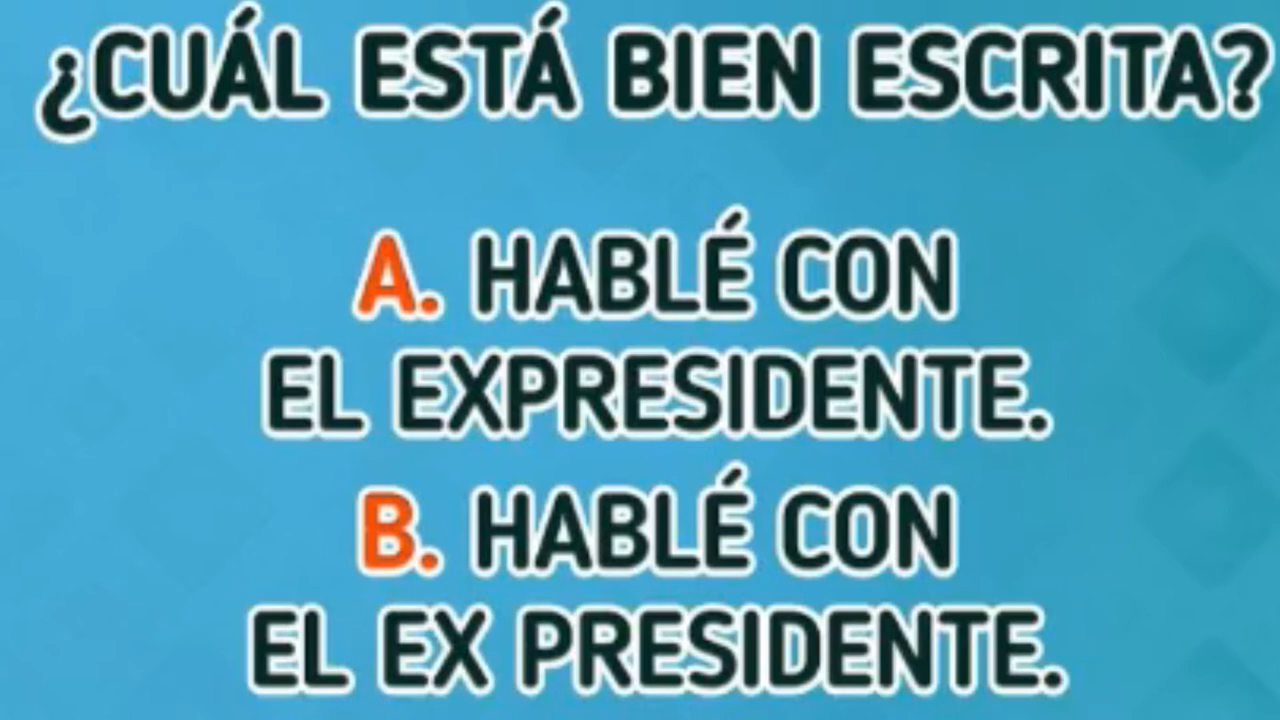 ¿CUÁL ESTÁ BIEN ESCRITA?
A. HABLÉ CON
EL EXPRESIDENTE.
B. HABLÉ CON
EL EX PRESIDENTE.